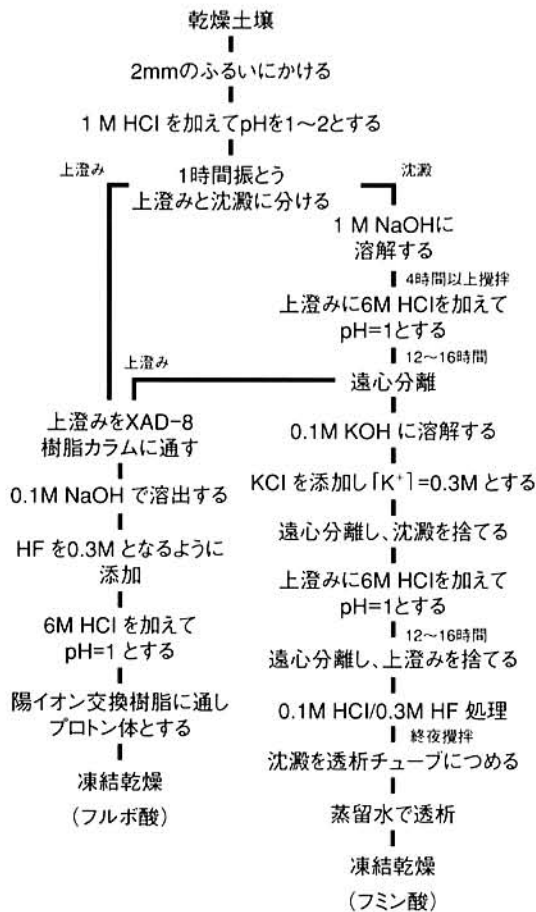 乾燥土壌
2mmのふるいにかける
1 M HCl を加えてpHを1～2とする
上澄み
1時間振とう
上澄みと沈澱に分ける
沈澱
1 M NaOHに
溶解する
4時間以上攪拌
上澄みに6M HClを加えて
pH=1とする
12～16時間
遠心分離
上澄み
上澄みをXAD-8
樹脂カラムに通す
0.1M NaOH で溶出する
HF を0.3M となるように
添加
6M HCl を加えて
pH=1 とする
陽イオン交換樹脂に通し
プロトン体とする
凍結乾燥
(フルボ酸)
0.1M KOH に溶解する
KCl を添加し「K⁺」=0.3M とする
遠心分離し、沈澱を捨てる
上澄みに6M HClを加えて
pH=1とする
12～16時間
遠心分離し、上澄みを捨てる
0.1M HCl/0.3M HF 処理
終夜攪拌
沈澱を透析チューブにつめる
蒸留水で透析
凍結乾燥
(フミン酸)